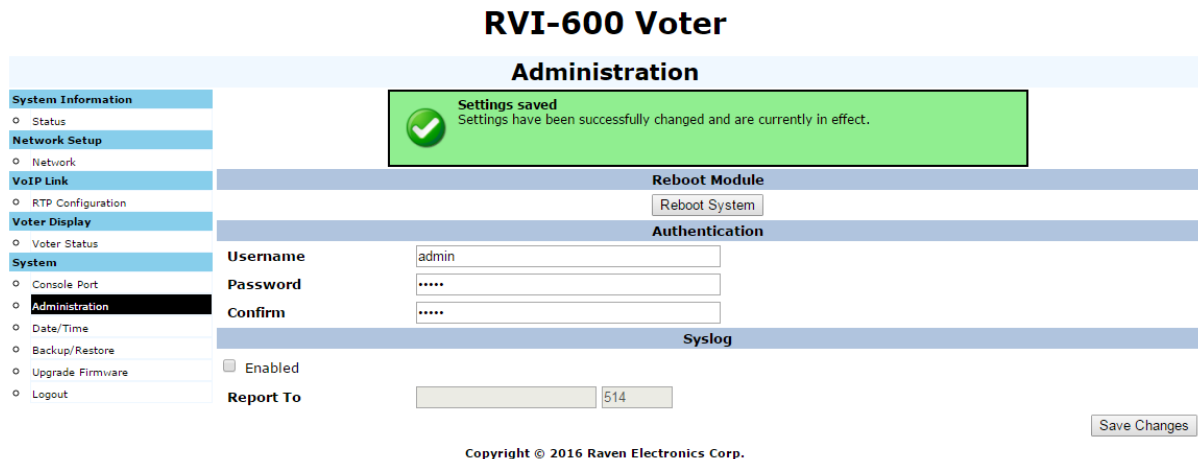 RVI-600 Voter
Administration
System Information
Status
Network Setup
Network
VoIP Link
RTP Configuration
Voter Display
Voter Status
System
Console Port
Administration
Date/Time
Backup/Restore
Upgrade Firmware
Logout
Settings saved
Settings have been successfully changed and are currently in effect.
Reboot Module
Reboot System
Authentication
Username admin
Password •••••
Confirm •••••
Syslog
Enabled
Report To 514
Save Changes
Copyright © 2016 Raven Electronics Corp.